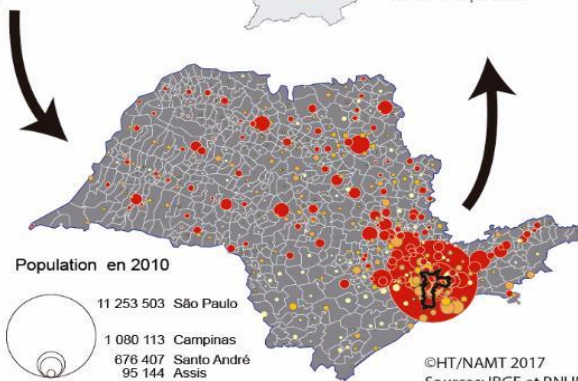 Population en 2010
11 253 503 São Paulo
1 080 113 Campinas
676 407 Santo André
95 144 Assis
©HT/NAMT 2017